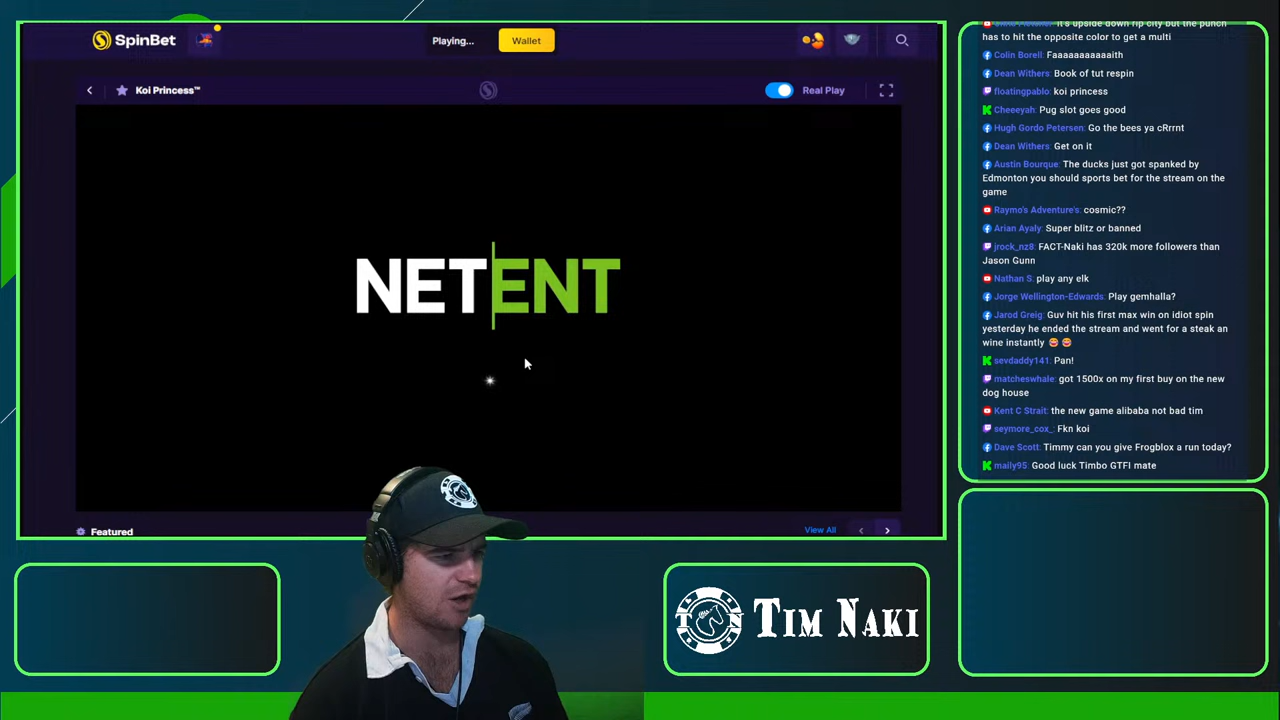 SpinBet
Playing...
Wallet
Koi Princess™
Real Play
NETENT
Featured
View All
TIM NAKI
T N
it's upside down rip city but the punch
has to hit the opposite color to get a multi
Colin Borell: Faaaaaaaaaaaith
Dean Withers: Book of tut respin
floatingpablo: koi princess
Cheeeyah: Pug slot goes good
Hugh Gordo Petersen: Go the bees ya cRrrnt
Dean Withers: Get on it
Austin Bourque: The ducks just got spanked by
Edmonton you should sports bet for the stream on the
game
Raymo's Adventure's: cosmic??
Arian Ayaly: Super blitz or banned
jrock_nz8: FACT-Naki has 320k more followers than
Jason Gunn
Nathan S: play any elk
Jorge Wellington-Edwards: Play gemhalla?
Jarod Greig: Guv hit his first max win on idiot spin
yesterday he ended the stream and went for a steak an
wine instantly 😂 😂
sevdaddy141: Pan!
matcheswhale: got 1500x on my first buy on the new
dog house
Kent C Strait: the new game alibaba not bad tim
seymore_cox_: Fkn koi
Dave Scott: Timmy can you give Frogblox a run today?
maily95: Good luck Timbo GTFI mate